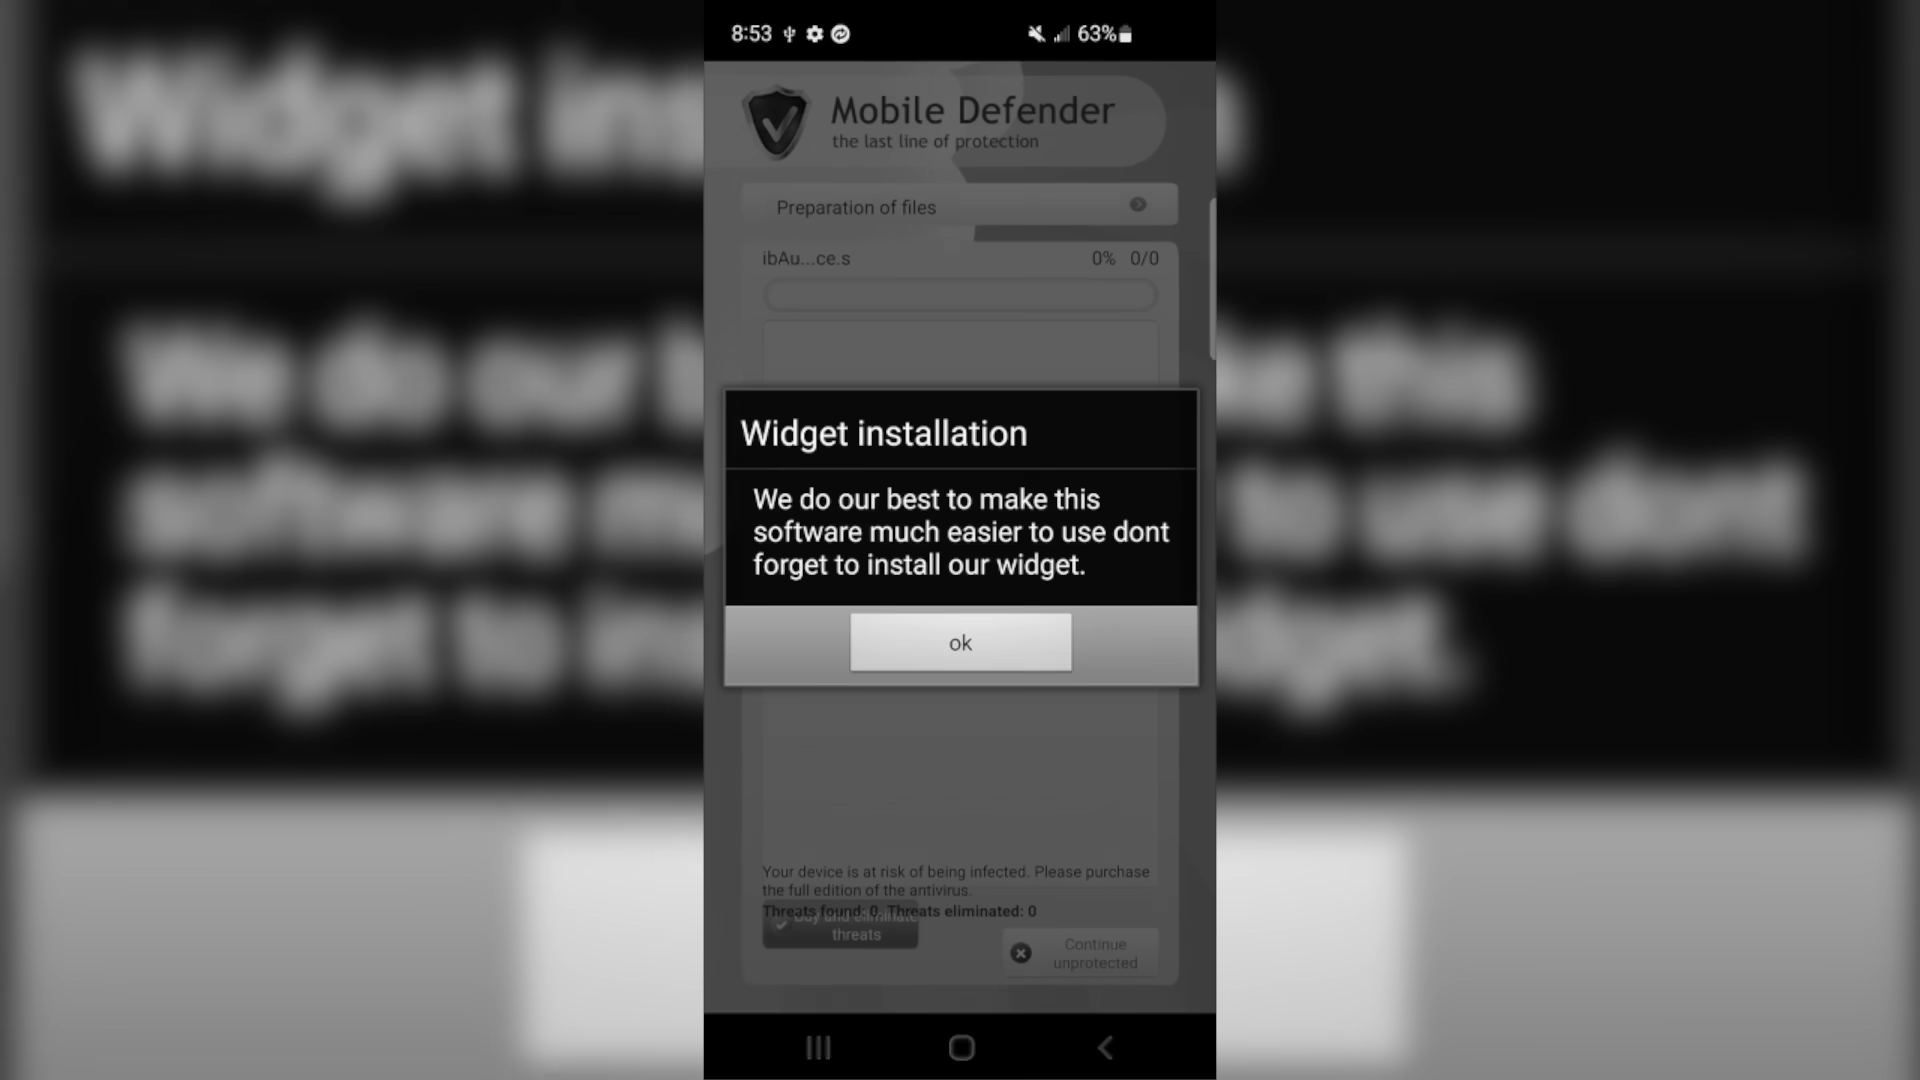 8:53 63%
Mobile Defender
the last line of protection
Preparation of files
ibAu...ce.s 0% 0/0
Widget installation
We do our best to make this
software much easier to use dont
forget to install our widget.
ok
Your device is at risk of being infected. Please purchase
the full edition of the antivirus.
Threats found: 0 Threats eliminated: 0
Buy and eliminate
threats
Continue
unprotected